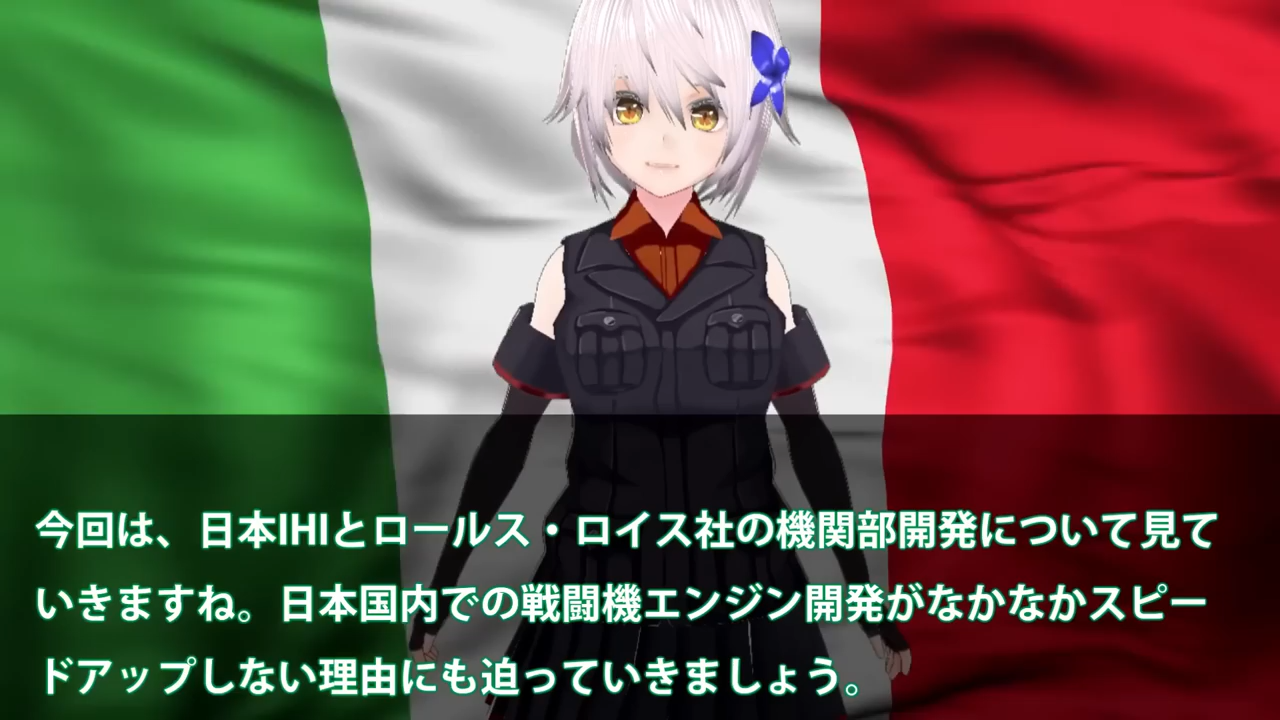 今回は、日本IHIとロールス・ロイス社の機関部開発について見て
いきますね。日本国内での戦闘機エンジン開発がなかなかスピー
ドアップしない理由にも迫っていきましょう。